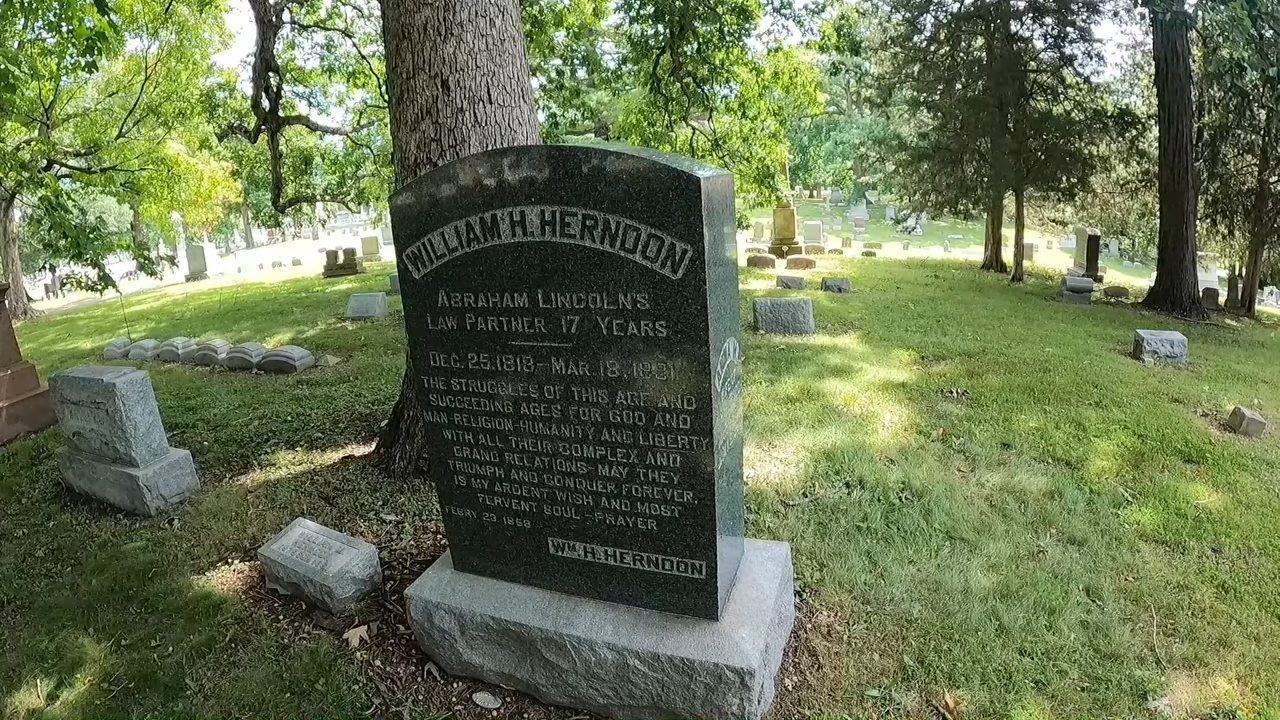 WILLIAM H. HERNDON
ABRAHAM LINCOLN'S
LAW PARTNER 17 YEARS
DEC. 25.1818 - MAR. 18, 1891
THE STRUGGLES OF THIS AGE AND
SUCCEEDING AGES FOR GOD AND
MAN-RELIGION-HUMANITY AND LIBERTY
WITH ALL THEIR COMPLEX AND
GRAND RELATIONS-MAY THEY
TRIUMPH AND CONQUER FOREVER,
IS MY ARDENT WISH AND MOST
FERVENT SOUL-PRAYER
FEBRY 23 1858
WM. H. HERNDON